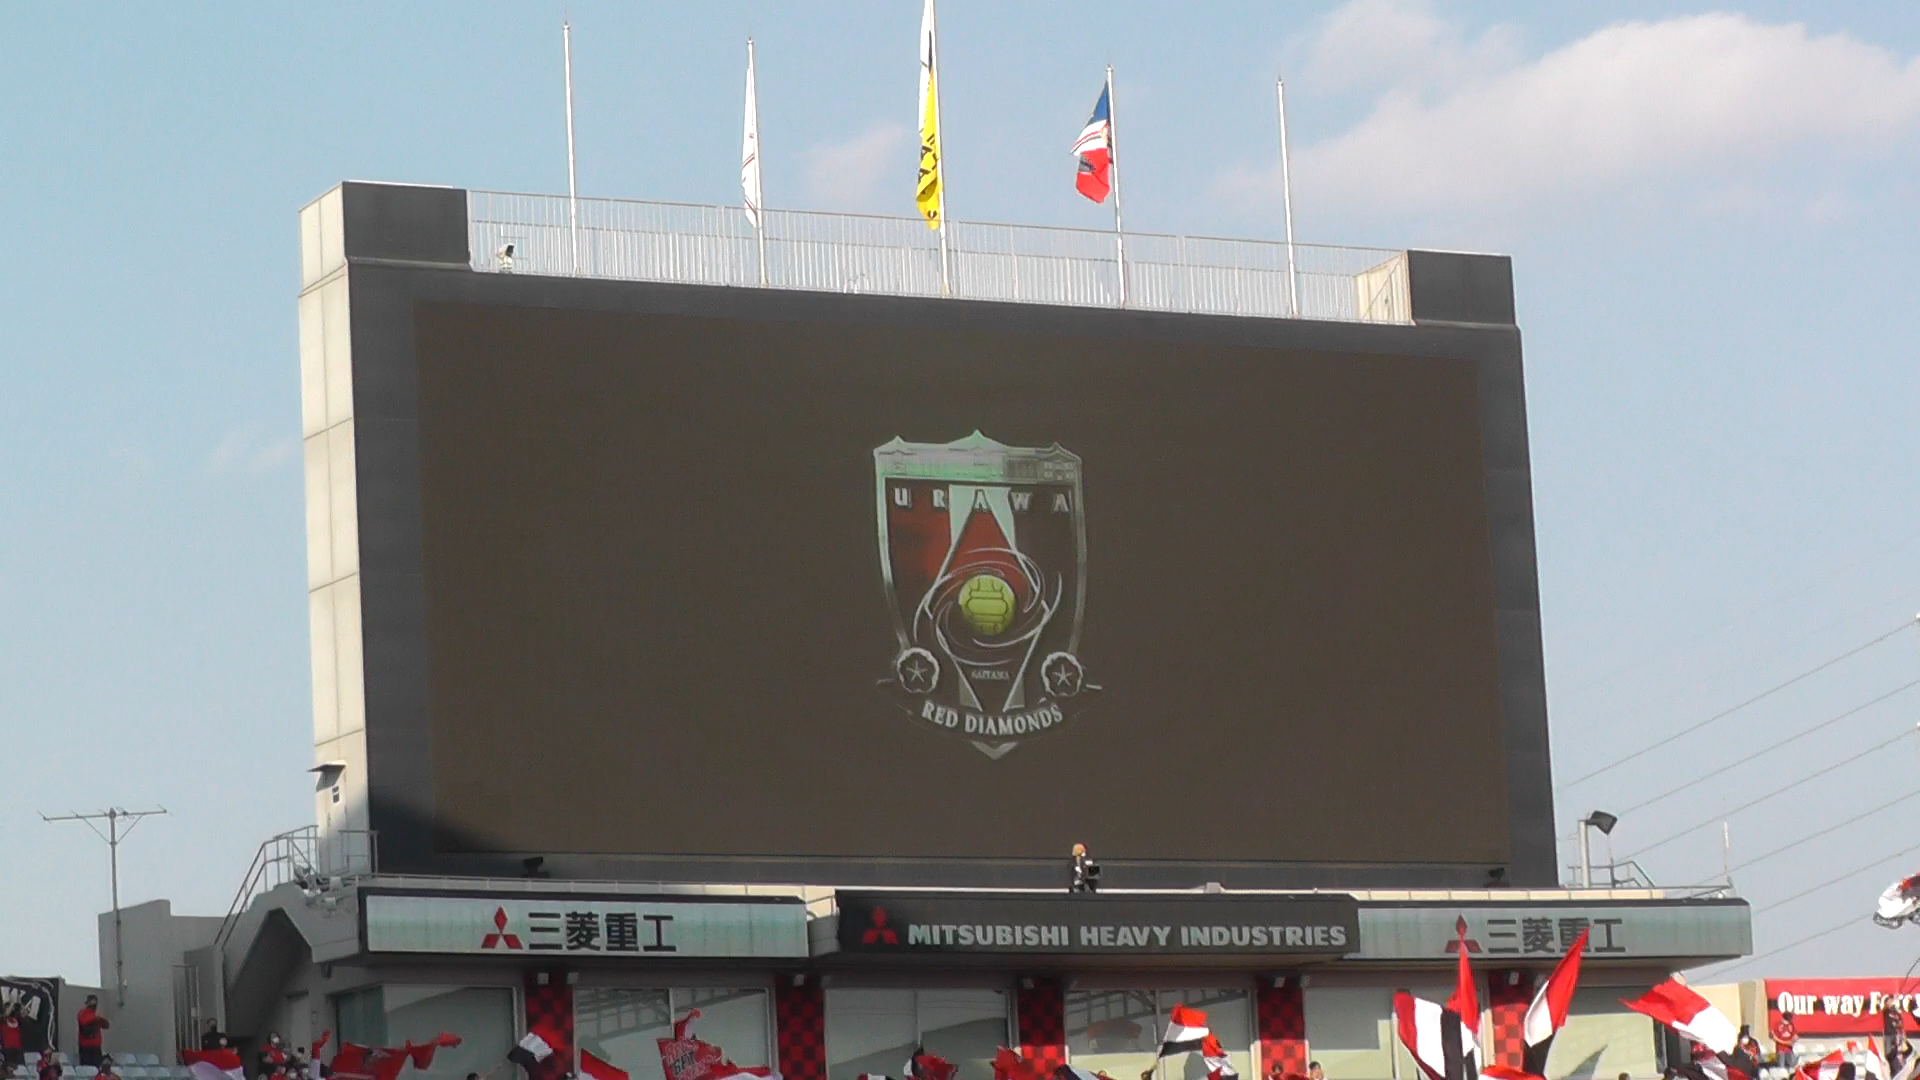 URAWA
SAITAMA
RED DIAMONDS
三菱重工
MITSUBISHI HEAVY INDUSTRIES
三菱重工
Our way